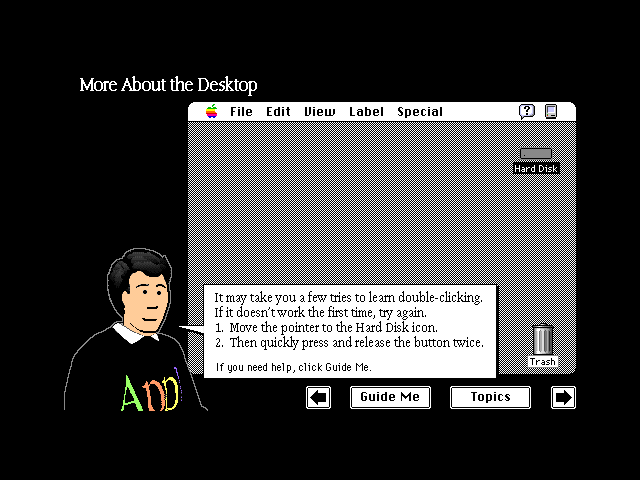 More About the Desktop
File Edit View Label Special
Hard Disk
It may take you a few tries to learn double-clicking.
If it doesn't work the first time, try again.
1. Move the pointer to the Hard Disk icon.
2. Then quickly press and release the button twice.
If you need help, click Guide Me.
Trash
App
Guide Me
Topics